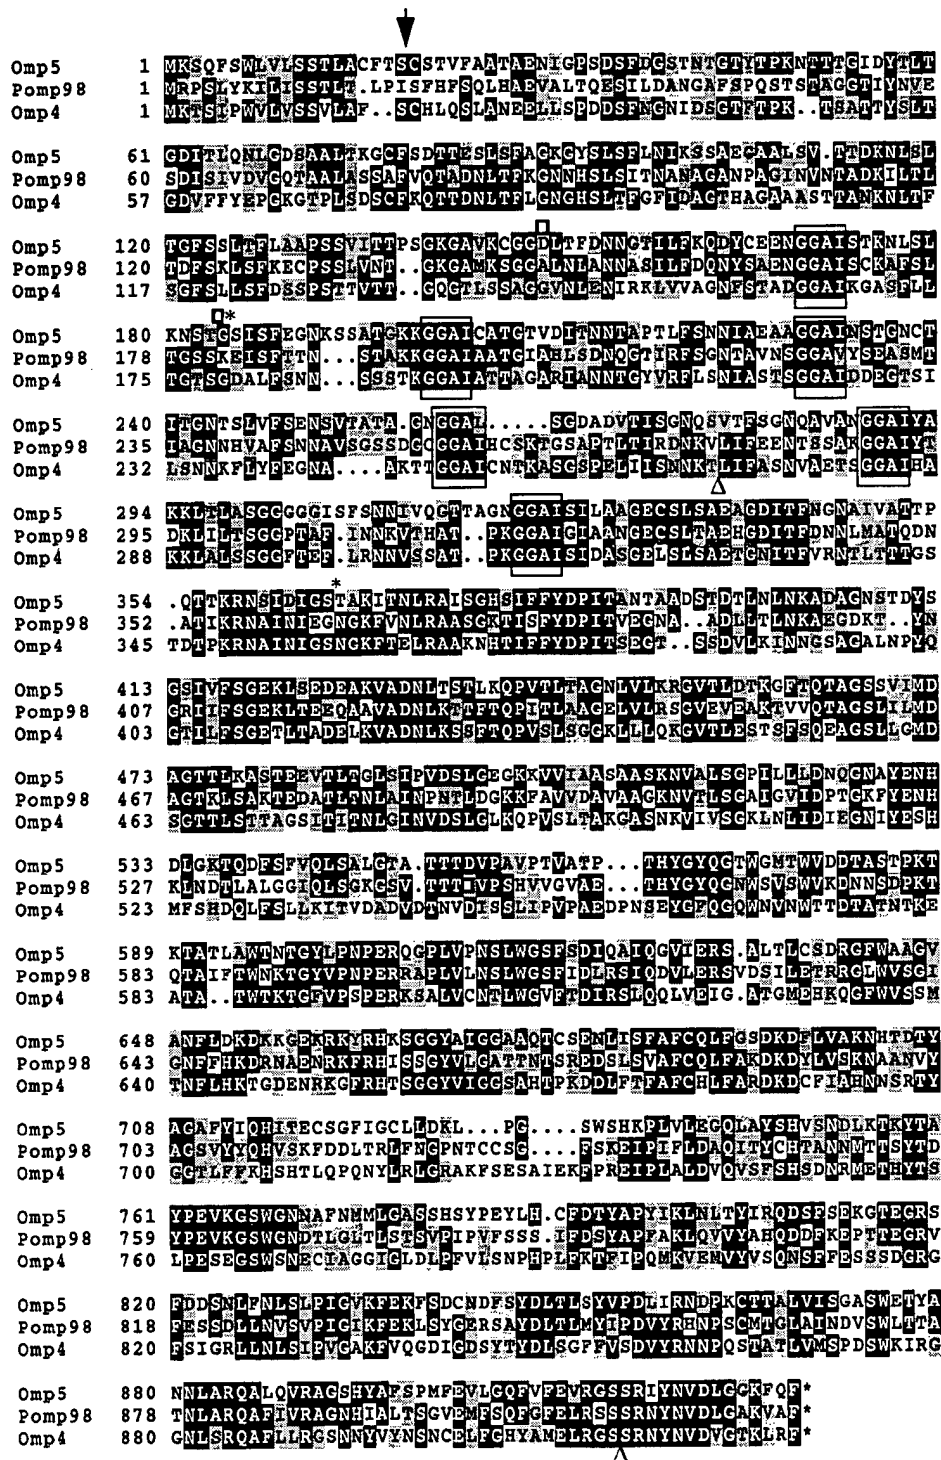 Omp5 1 MKSQFSWLVLSSTLACFTSCSTVFAATAENIGPSDSFDGSTNTGTYTPKNTTTGIDYTLT
Pomp98 1 MRPSLYKILISSTLT.LPISFHFSQLHAEVALTQESILDANGAFSPQSTSTAGGTIYNVE
Omp4 1 MKTSIPWVLVSSVLAF..SCHLQSLANEELLSPDDSFNGNIDSGTFTPK..TSATTYSLT
Omp5 61 GDITLQNLGDSAALTKGCFSDTTESLSFAGKGYSLSFLNIKSSAEGAALSV.TTDKNLSL
Pomp98 60 SDISIVDVGQTAALASSAFVQTADNLTFKGNNHSLSITNANAGANPAGINVNTADKILTL
Omp4 57 GDVFFYEPGKGTPLSDSCFKQTTDNLTFLGNGHSLTFGFIDAGTHAGAAASTTANKNLTF
Omp5 120 TGFSSLTFLAAPSSVITTPSGKGAVKCGGDLTFDNNGTILFKQDYCEENGGAISTKNLSL
Pomp98 120 TDFSKLSFKECPSSLVNT..GKGAMKSGGALNLANNASILFDQNYSAENGGAISCKAFSL
Omp4 117 SGFSLLSFDSSPSTTVTT..GQGTLSSAGGVNLENIRKLVVAGNFSTADGGAIKGASFLL
*
Omp5 180 KNSTGSISFEGNKSSATGKKGGAICATGTVDITNNTAPTLFSNNIAEAAGGAINSTGNCT
Pomp98 178 TGSSKEISFTTN...STAKKGGAIAATGIAHLSDNQGTIRFSGNTAVNSGGAVYSEASMT
Omp4 175 TGTSGDALFSNN...SSSTKGGAIATTAGARIANNTGYVRFLSNIASTSGGAIDDEGTSI
Omp5 240 ITGNTSLVFSENSVTATA.GNGGAL.....SGDADVTISGNQSVTFSGNQAVANGGAIYA
Pomp98 235 IAGNNHVAFSNNAVSGSSDGCGGAIHCSKTGSAPTLTIRDNKVLIFEENTSSAKGGAIYT
Omp4 232 LSNNKFLYFEGNA....AKTTGGAICNTKASGSPELIISNNKTLIFASNVAETSGGAIHA
Omp5 294 KKLTLASGGGGGISFSNNIVQGTTAGNGGAISILAAGECSLSAEAGDITFNGNAIVATTP
Pomp98 295 DKLILTSGGPTAF.INNKVTHAT..PKGGAIGIAANGECSLTAEHGDITFDNNLMATQDN
Omp4 288 KKLALSSGGFTEF.LRNNVSSAT..PKGGAISIDASGELSLSAETGNITFVRNTLTTTGS
*
Omp5 354 .QTTKRNSIDIGSTAKITNLRAISGHSIFFYDPITANTAADSTDTLNLNKADAGNSTDYS
Pomp98 352 .ATIKRNAINIEGNGKFVNLRAASGKTISFYDPITVEGNA..ADLLTLNKAEGDKT..YN
Omp4 345 TDTPKRNAINIGSNGKFTELRAAKNHTIFFYDPITSEGT..SSDVLKINNGSAGALNPYQ
Omp5 413 GSIVFSGEKLSEDEAKVADNLTSTLKQPVTLTAGNLVLKRGVTLDTKGFTQTAGSSVIMD
Pomp98 407 GRIIFSGEKLTEEQAAVADNLKTTFTQPITLAAGELVLRSGVEVEAKTVVQTAGSLILMD
Omp4 403 GTILFSGETLTADELKVADNLKSSFTQPVSLSGGKLLLQKGVTLESTSFSQEAGSLLGMD
Omp5 473 AGTTLKASTEEVTLTGLSIPVDSLGEGKKVVIAASAASKNVALSGPILLLDNQGNAYENH
Pomp98 467 AGTKLSAKTEDATLTNLAINPNTLDGKKFAVVDAVAAGKNVTLSGAIGVIDPTGKFYENH
Omp4 463 SGTTLSTTAGSITITNLGINVDSLGLKQPVSLTAKGASNKVIVSGKLNLIDIEGNIYESH
Omp5 533 DLGKTQDFSFVQLSALGTA.TTTDVPAVPTVATP...THYGYQGTWGMTWVDDTASTPKT
Pomp98 527 KLNDTLALGGIQLSGKGSV.TTT VPSHVVGVAE...THYGYQGNWSVSWVKDNNSDPKT
Omp4 523 MFSHDQLFSLLKITVDADVDTNVDISSLIPVPAEDPNSEYGFQGQWNVNWTTDTATNTKE
Omp5 589 KTATLAWTNTGYLPNPERQGPLVPNSLWGSFSDIQAIQGVIERS.ALTLCSDRGFWAAGV
Pomp98 583 QTAIFTWNKTGYVPNPERRAPLVLNSLWGSFIDLRSIQDVLERSVDSILETRRGLWVSGI
Omp4 583 ATA..TWTKTGFVPSPERKSALVCNTLWGVFTDIRSLQQLVEIG.ATGMEHKQGFWVSSM
Omp5 648 ANFLDKDKKGEKRKYRHKSGGYAIGGAAQTCSENLISFAFCQLFGSDKDFLVAKNHTDTY
Pomp98 643 GNFFHKDRNAENRKFRHISSGYVLGATTNTSREDSLSVAFCQLFAKDKDYLVSKNAANVY
Omp4 640 TNFLHKTGDENRKGFRHTSGGYVIGGSAHTPKDDLFTFAFCHLFARDKDCFIAHNNSRTY
Omp5 708 AGAFYIQHITECSGFIGCLLDKL...PG....SWSHKPLVLEGQLAYSHVSNDLKTKYTA
Pomp98 703 AGSVYYQHVSKFDDLTRLFNGPNTCCSG....FSKEIPIFLDAQITYCHTANNMTTSYTD
Omp4 700 GGTLFFKHSHTLQPQNYLRLGRAKFSESAIEKFPREIPLALDVQVSFSHSDNRMETHYTS
Omp5 761 YPEVKGSWGNNAFNMMLGASSHSYPEYLH.CFDTYAPYIKLNLTYIRQDSFSEKGTEGRS
Pomp98 759 YPEVKGSWGNDTLGLTLSTSVPIPVFSSS.IFDSYAPFAKLQVVYAHQDDFKEPTTEGRV
Omp4 760 LPESEGSWSNECIAGGIGLDLPFVLSNPHPLFKTFIPQMKVEMVYVSQNSFFESSSDGRG
Omp5 820 FDDSNLFNLSLPIGVKFEKFSDCNDFSYDLTLSYVPDLIRNDPKCTTALVISGASWETYA
Pomp98 818 FESSDLLNVSVPIGIKFEKLSYGERSAYDLTLMYIPDVYRHNPSCMTGLAINDVSWLTTA
Omp4 820 FSIGRLLNLSIPVGAKFVQGDIGDSYTYDLSGFFVSDVYRNNPQSTATLVMSPDSWKIRG
Omp5 880 NNLARQALQVRAGSHYAFSPMFEVLGQFVFEVRGSSRIYNVDLGGKFQF*
Pomp98 878 TNLARQAFIVRAGNHIALTSGVEMFSQFGFELRSSSRNYNVDLGAKVAF*
Omp4 880 GNLSRQAFLLRGSNNYVYNSNCELFGHYAMELRGSSRNYNVDVGTKLRF*